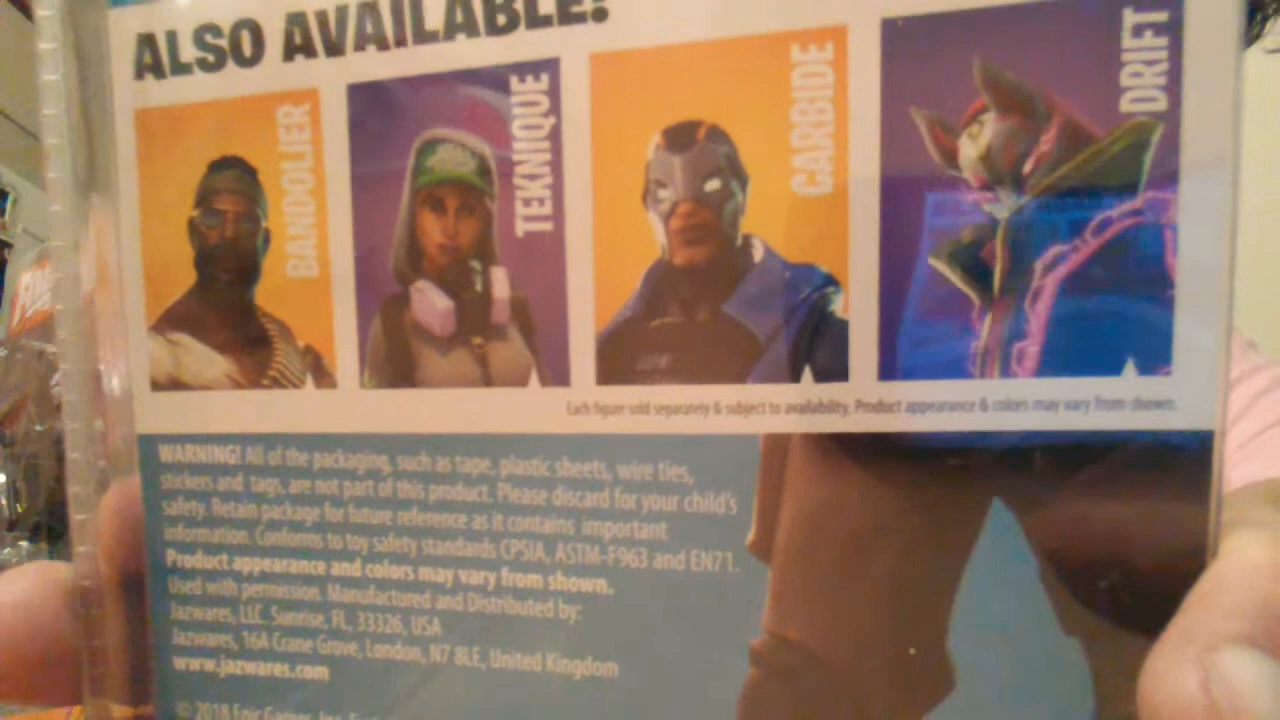 ALSO AVAILABLE!
BANDOLIER
TEKNIQUE
CARBIDE
DRIFT
Each figure sold separately & subject to availability. Product appearance & colors may vary from shown.
WARNING! All of the packaging, such as tape, plastic sheets, wire ties,
stickers and tags, are not part of this product. Please discard for your child's
safety. Retain package for future reference as it contains important
information. Conforms to toy safety standards CPSIA, ASTM-F963 and EN71.
Product appearance and colors may vary from shown.
Used with permission. Manufactured and Distributed by:
Jazwares, LLC. Sunrise, FL, 33326, USA
Jazwares, 16A Crane Grove, London, N7 8LE, United Kingdom
www.jazwares.com
© 2018 Epic Games, Inc.